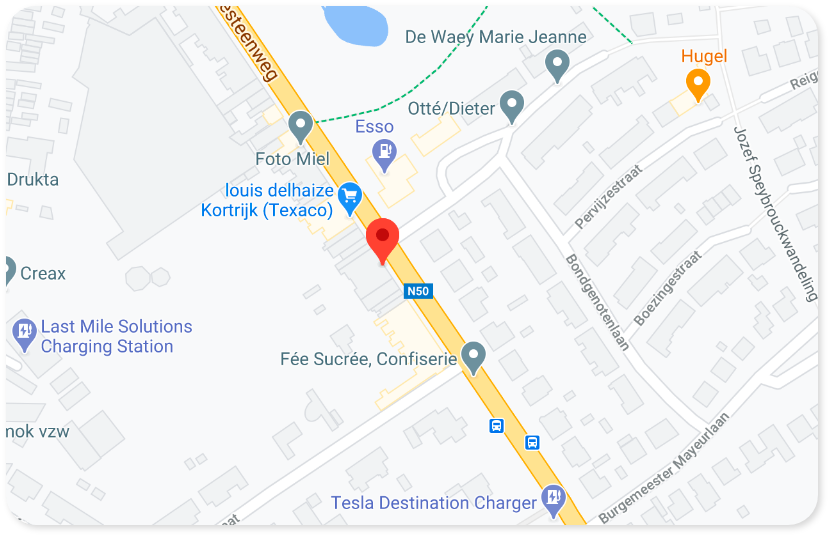 esteenweg
De Waey Marie Jeanne
Hugel
Reig
Otté/Dieter
Esso
Foto Miel
Jozef Speybrouckwandeling
Drukta
louis delhaize
Kortrijk (Texaco)
Pervijzestraat
Creax
N50
Bondgenotenlaan
Boezingestraat
Last Mile Solutions
Charging Station
Fée Sucrée, Confiserie
mok vzw
Burgemeester Mayeurlaan
Tesla Destination Charger
at